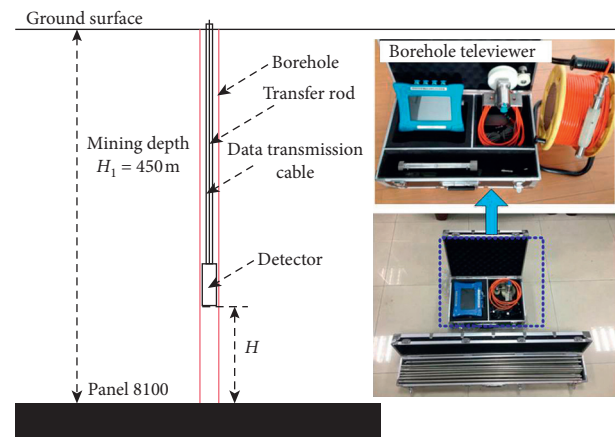 Ground surface
Borehole televiewer
Borehole
Transfer rod
Mining depth
H₁ = 450 m
Data transmission
cable
Detector
H
Panel 8100